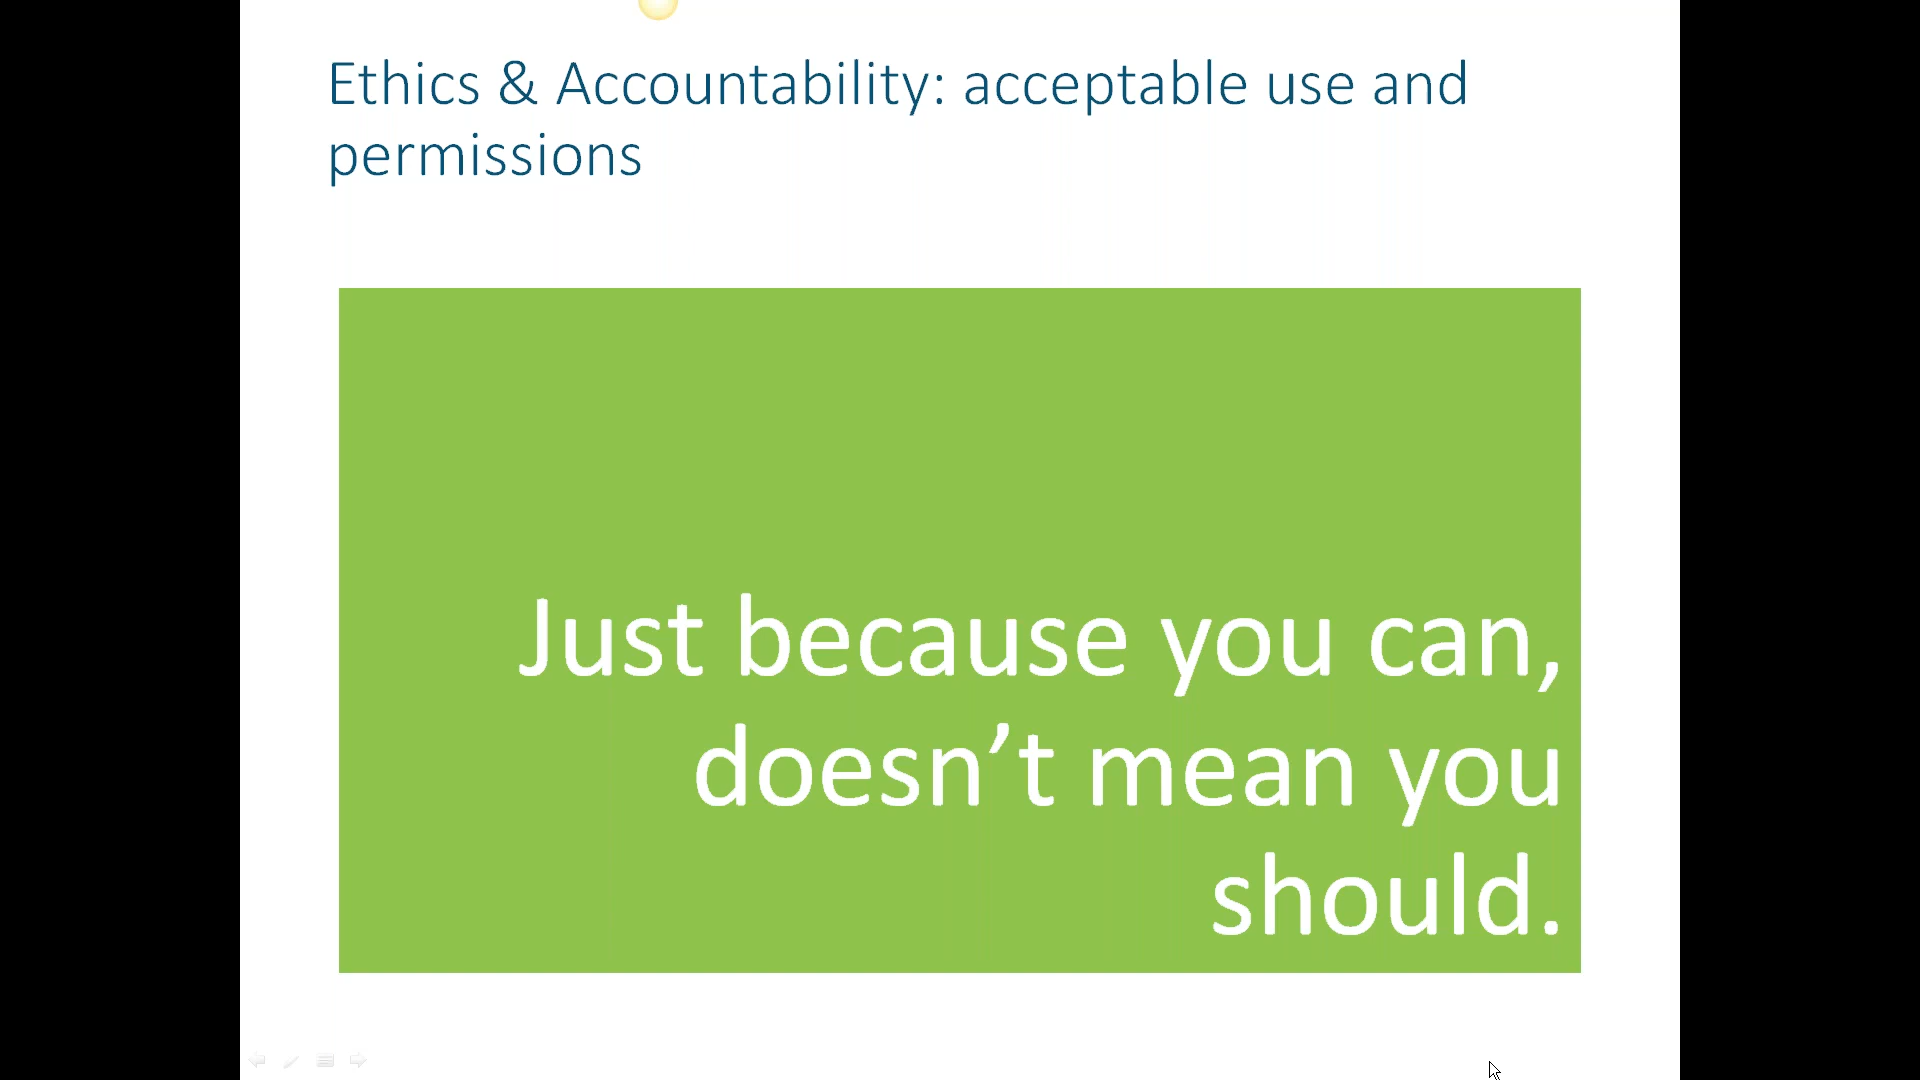 Ethics & Accountability: acceptable use and
permissions
Just because you can,
doesn’t mean you
should.